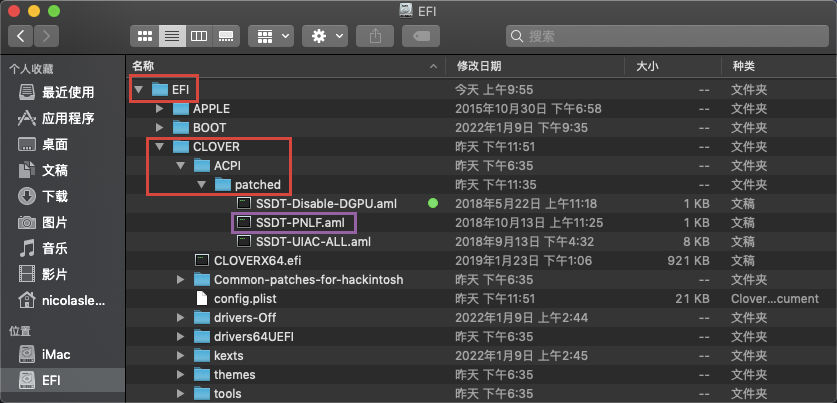 EFI
搜索
个人收藏
最近使用
应用程序
桌面
文稿
下载
图片
音乐
影片
nicolasle...
位置
iMac
EFI
名称 修改日期 大小 种类
EFI 今天 上午9:55 -- 文件夹
APPLE 2015年10月30日 下午6:58 -- 文件夹
BOOT 2022年1月9日 下午9:35 -- 文件夹
CLOVER 昨天 下午11:51 -- 文件夹
ACPI 昨天 下午6:35 -- 文件夹
patched 昨天 下午11:35 -- 文件夹
SSDT-Disable-DGPU.aml 2018年5月22日 上午11:18 1 KB 文稿
SSDT-PNLF.aml 2018年10月13日 上午11:25 1 KB 文稿
SSDT-UIAC-ALL.aml 2018年9月13日 下午4:32 8 KB 文稿
CLOVERX64.efi 2019年1月23日 下午1:06 921 KB 文稿
Common-patches-for-hackintosh 昨天 下午6:35 -- 文件夹
config.plist 昨天 下午11:51 21 KB Clover...cument
drivers-Off 2022年1月9日 上午2:44 -- 文件夹
drivers64UEFI 昨天 下午6:35 -- 文件夹
kexts 2022年1月9日 上午2:45 -- 文件夹
themes 昨天 下午6:35 -- 文件夹
tools 昨天 下午6:35 -- 文件夹